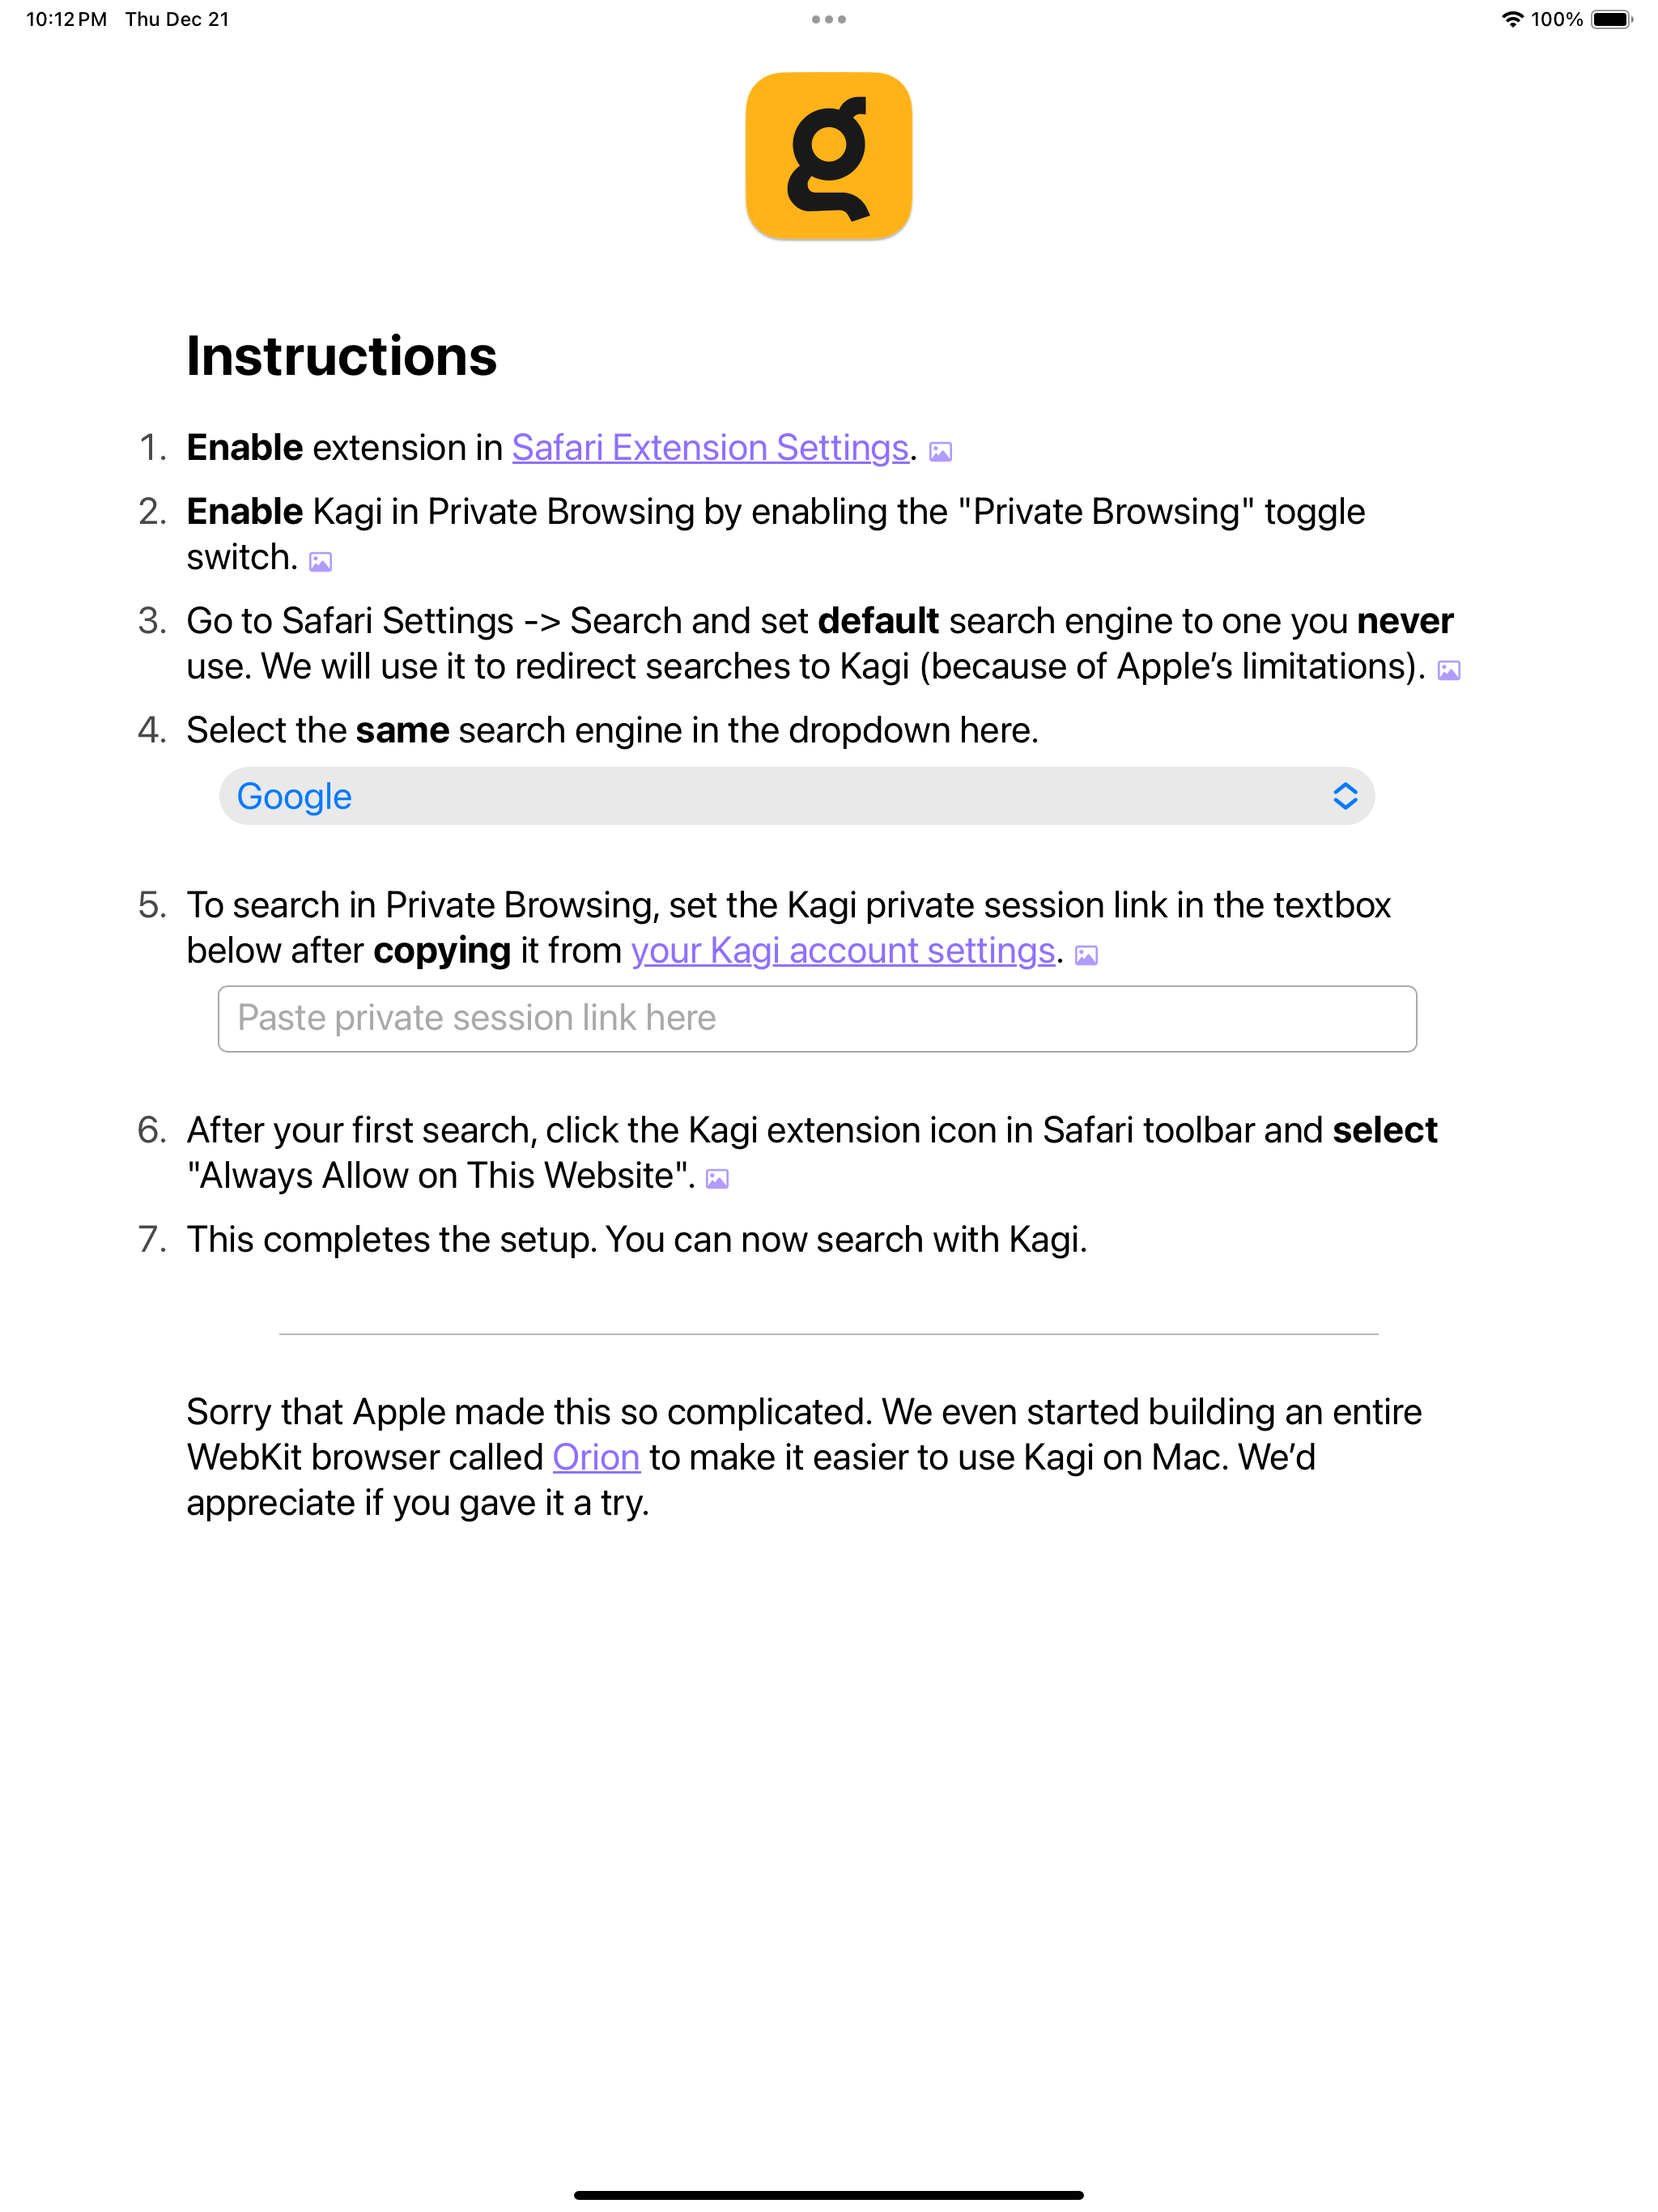 10:12 PM Thu Dec 21
100%
g
Instructions
1. Enable extension in Safari Extension Settings.
2. Enable Kagi in Private Browsing by enabling the "Private Browsing" toggle
switch.
3. Go to Safari Settings -> Search and set default search engine to one you never
use. We will use it to redirect searches to Kagi (because of Apple’s limitations).
4. Select the same search engine in the dropdown here.
Google
5. To search in Private Browsing, set the Kagi private session link in the textbox
below after copying it from your Kagi account settings.
Paste private session link here
6. After your first search, click the Kagi extension icon in Safari toolbar and select
"Always Allow on This Website".
7. This completes the setup. You can now search with Kagi.
Sorry that Apple made this so complicated. We even started building an entire
WebKit browser called Orion to make it easier to use Kagi on Mac. We’d
appreciate if you gave it a try.